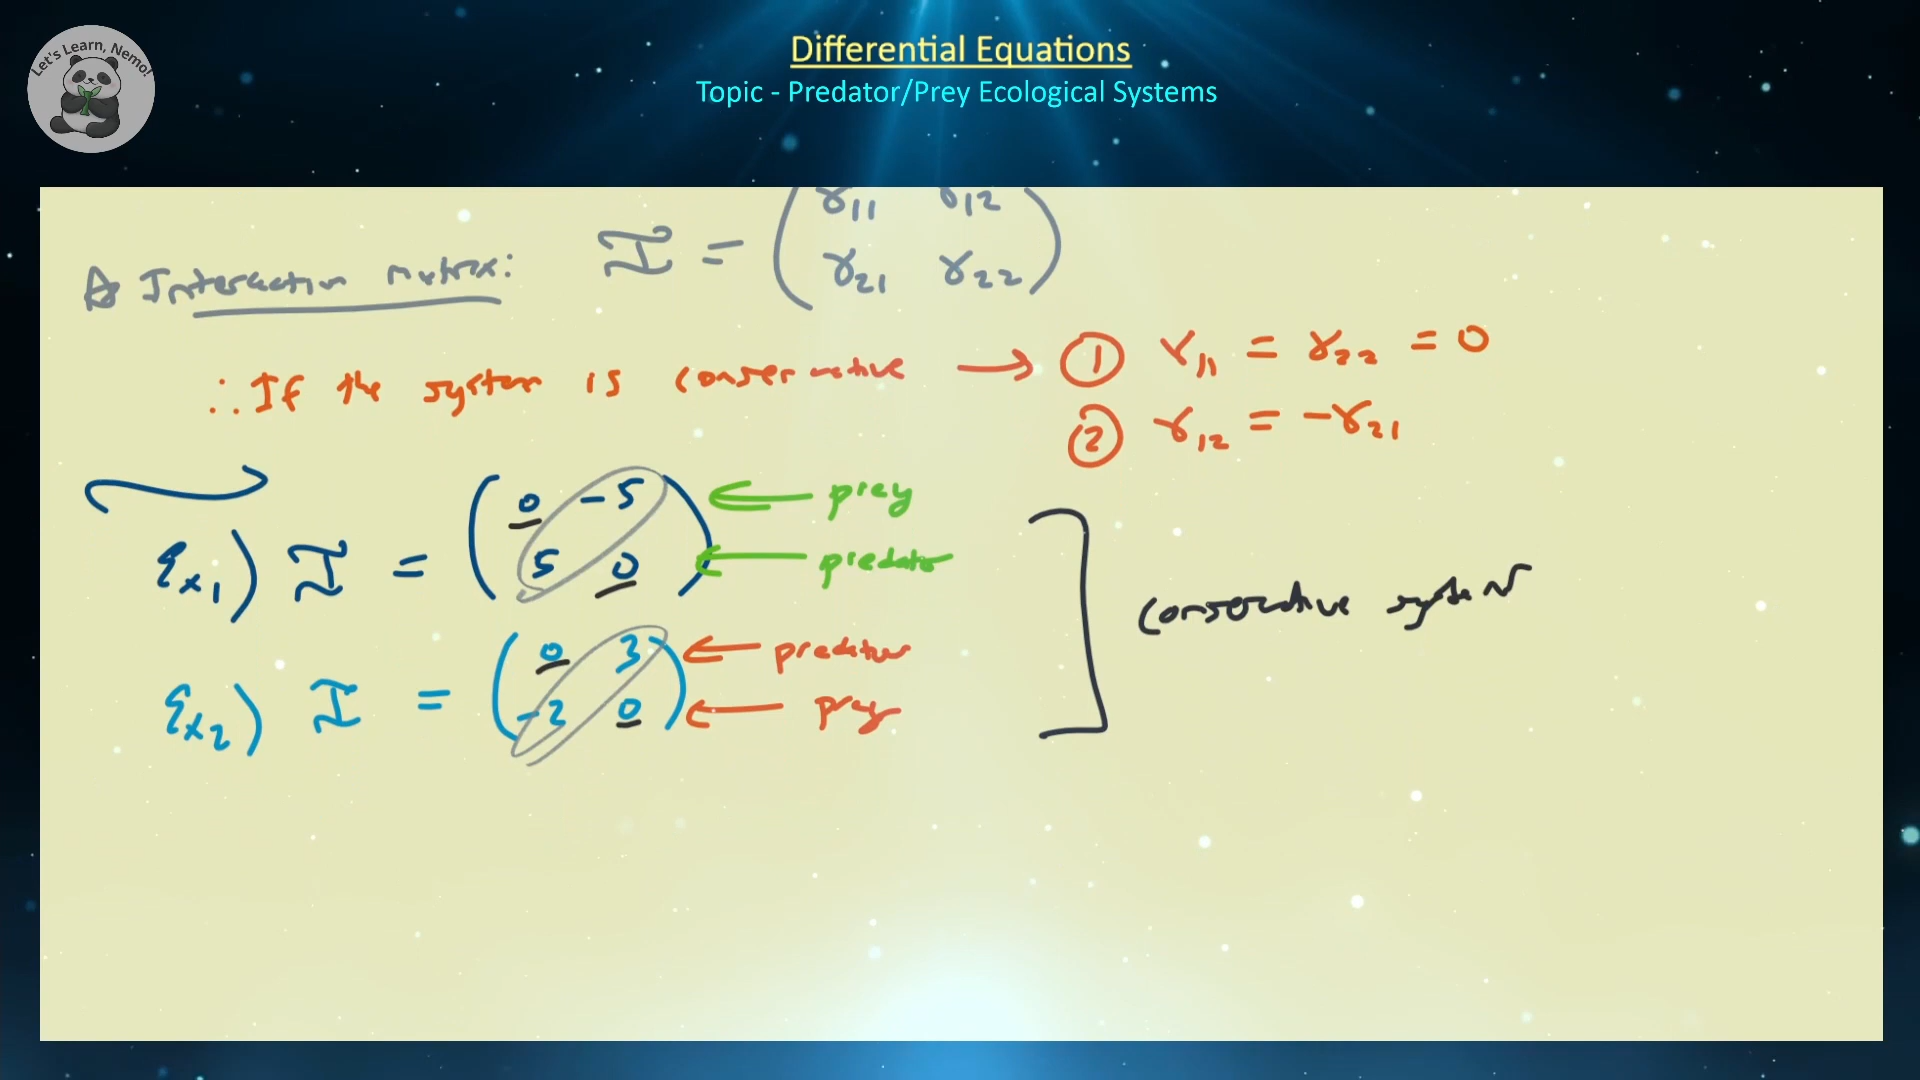 Let's Learn, Nemo!
Differential Equations
Topic - Predator/Prey Ecological Systems
Interaction matrix: I = ( γ11 γ12
γ21 γ22 )
∴ If the system is conservative → ① γ11 = γ22 = 0
② γ12 = -γ21
Ex1) I = ( 0 -5 ← prey
5 0 ) ← predator
Ex2) I = ( 0 3 ← predator
-2 0 ) ← prey
] conservative system